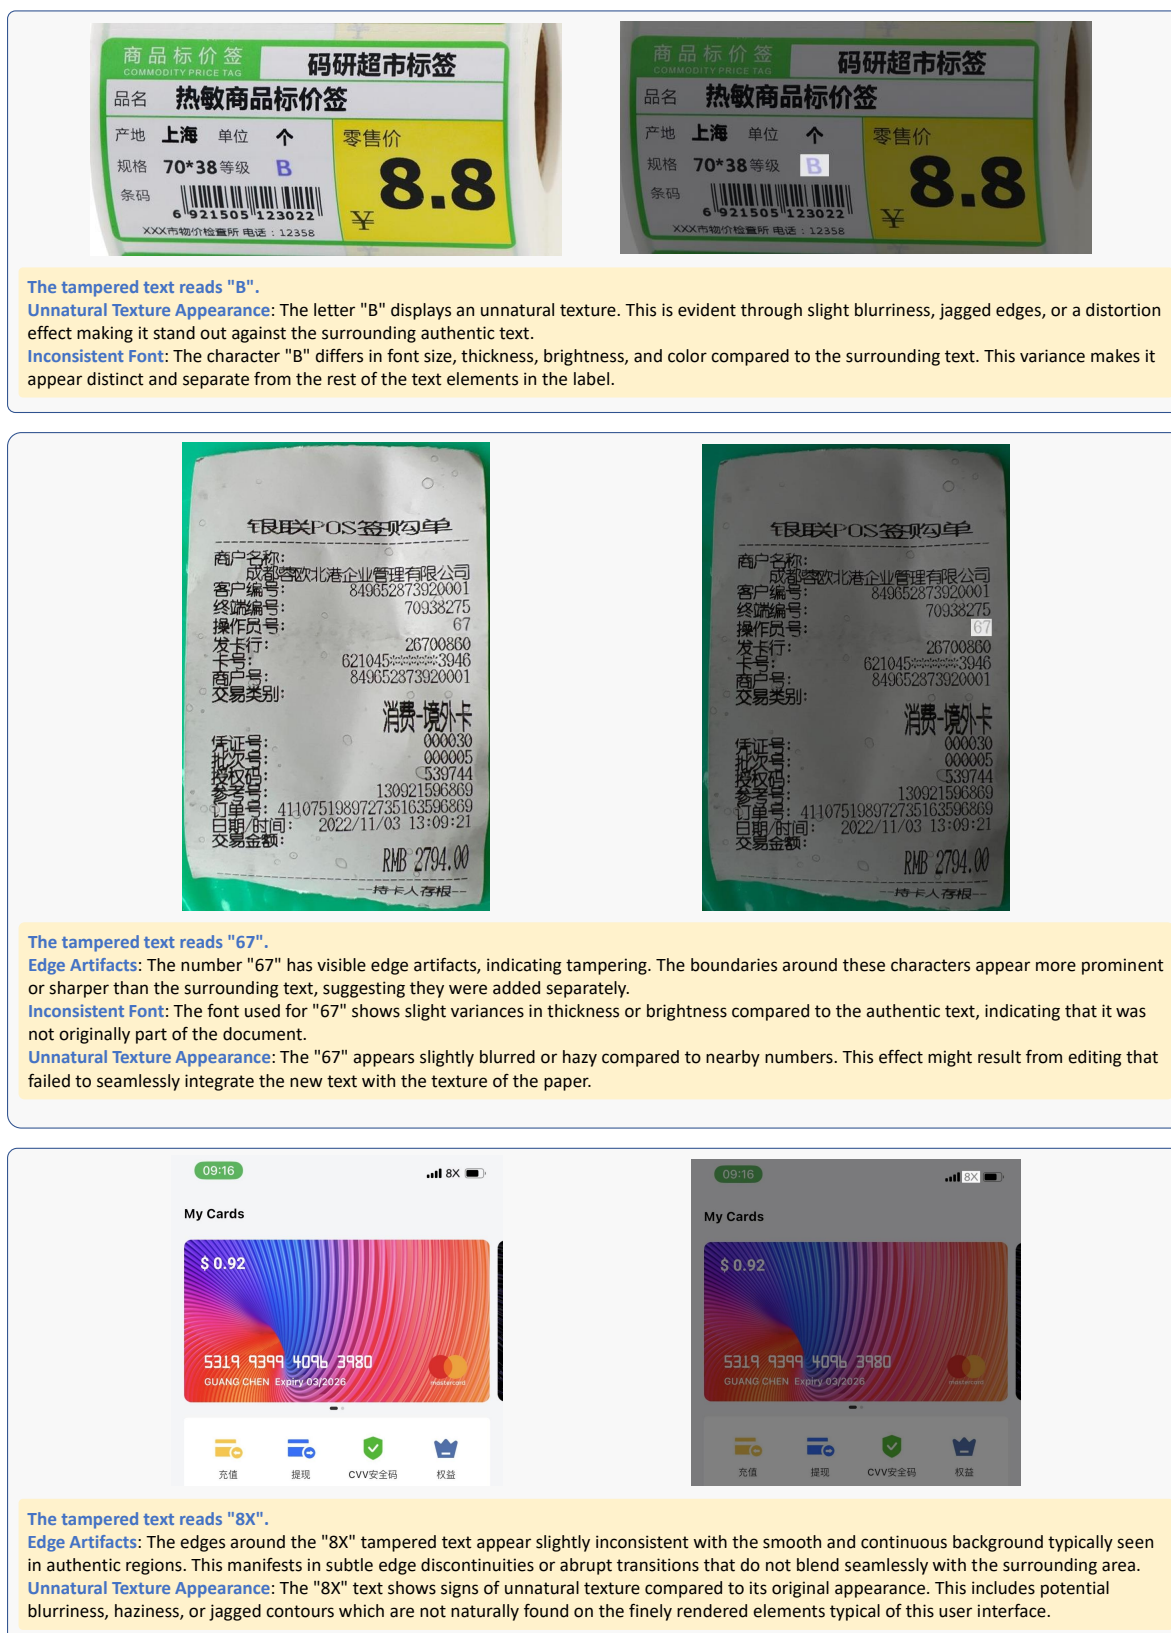 商品标价签
COMMODITY PRICE TAG
码研超市标签
品名 热敏商品标价签
产地 上海 单位 个 零售价
规格 70*38 等级 B
¥ 8.8
条码
6 921505 123022
XXX市物价检查所 电话：12358
商品标价签
COMMODITY PRICE TAG
码研超市标签
品名 热敏商品标价签
产地 上海 单位 个 零售价
规格 70*38 等级 B
¥ 8.8
条码
6 921505 123022
XXX市物价检查所 电话：12358
The tampered text reads "B".
Unnatural Texture Appearance: The letter "B" displays an unnatural texture. This is evident through slight blurriness, jagged edges, or a distortion
effect making it stand out against the surrounding authentic text.
Inconsistent Font: The character "B" differs in font size, thickness, brightness, and color compared to the surrounding text. This variance makes it
appear distinct and separate from the rest of the text elements in the label.
银联POS签购单
商户名称:
成都蓉欧北港企业管理有限公司
客户编号: 849652873920001
终端编号: 70938275
操作员号: 67
发卡行: 26700860
卡号: 621045******3946
商户号: 849652873920001
交易类别:
消费-境外卡
凭证号: 000030
批次号: 000005
授权码: 539744
参考号: 130921596869
订单号: 4110751989727351635​96869
日期/时间: 2022/11/03 13:09:21
交易金额:
RMB 2794.00
--持卡人存根--
银联POS签购单
商户名称:
成都蓉欧北港企业管理有限公司
客户编号: 849652873920001
终端编号: 70938275
操作员号: 67
发卡行: 26700860
卡号: 621045******3946
商户号: 849652873920001
交易类别:
消费-境外卡
凭证号: 000030
批次号: 000005
授权码: 539744
参考号: 130921596869
订单号: 411075198972735163596869
日期/时间: 2022/11/03 13:09:21
交易金额:
RMB 2794.00
--持卡人存根--
The tampered text reads "67".
Edge Artifacts: The number "67" has visible edge artifacts, indicating tampering. The boundaries around these characters appear more prominent
or sharper than the surrounding text, suggesting they were added separately.
Inconsistent Font: The font used for "67" shows slight variances in thickness or brightness compared to the authentic text, indicating that it was
not originally part of the document.
Unnatural Texture Appearance: The "67" appears slightly blurred or hazy compared to nearby numbers. This effect might result from editing that
failed to seamlessly integrate the new text with the texture of the paper.
09:16 8X
My Cards
$ 0.92
5319 9399 4096 3980
GUANG CHEN Expiry 03/2026
mastercard
充值 提现 CVV安全码 权益
09:16 8X
My Cards
$ 0.92
5319 9399 4096 3980
GUANG CHEN Expiry 03/2026
mastercard
充值 提现 CVV安全码 权益
The tampered text reads "8X".
Edge Artifacts: The edges around the "8X" tampered text appear slightly inconsistent with the smooth and continuous background typically seen
in authentic regions. This manifests in subtle edge discontinuities or abrupt transitions that do not blend seamlessly with the surrounding area.
Unnatural Texture Appearance: The "8X" text shows signs of unnatural texture compared to its original appearance. This includes potential
blurriness, haziness, or jagged contours which are not naturally found on the finely rendered elements typical of this user interface.